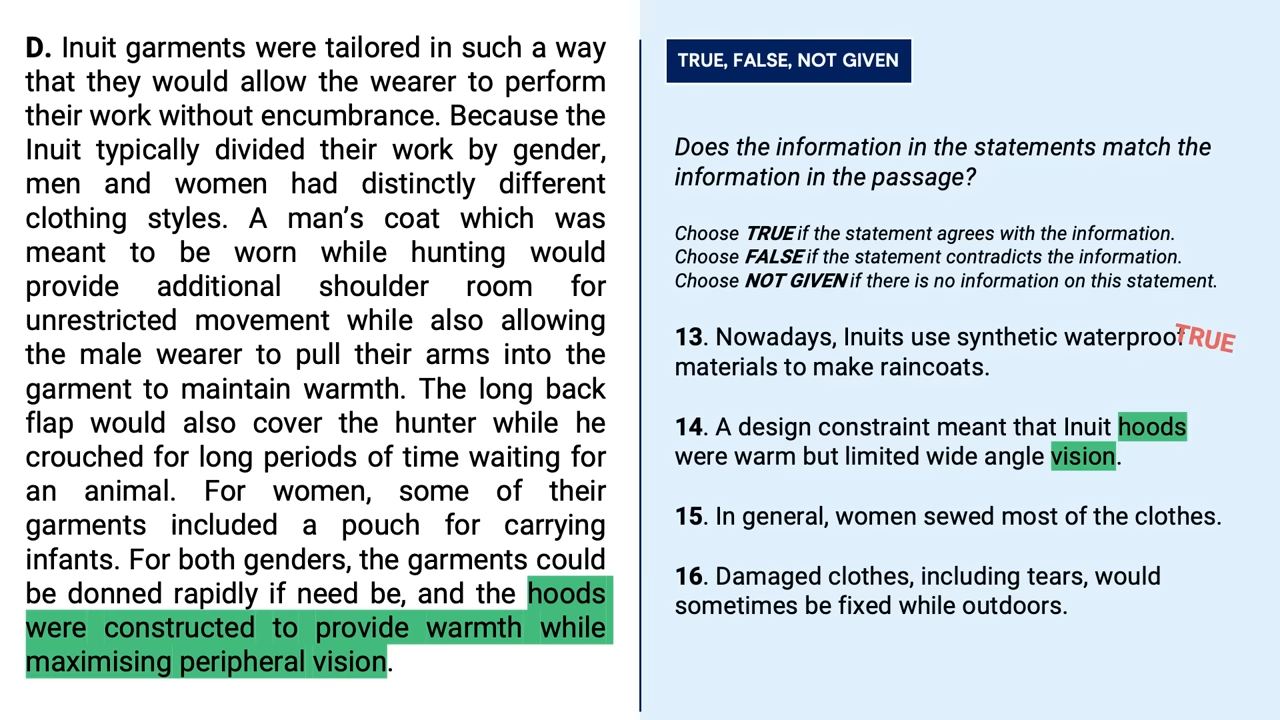 D. Inuit garments were tailored in such a way
that they would allow the wearer to perform
their work without encumbrance. Because the
Inuit typically divided their work by gender,
men and women had distinctly different
clothing styles. A man's coat which was
meant to be worn while hunting would
provide additional shoulder room for
unrestricted movement while also allowing
the male wearer to pull their arms into the
garment to maintain warmth. The long back
flap would also cover the hunter while he
crouched for long periods of time waiting for
an animal. For women, some of their
garments included a pouch for carrying
infants. For both genders, the garments could
be donned rapidly if need be, and the hoods
were constructed to provide warmth while
maximising peripheral vision.
TRUE, FALSE, NOT GIVEN
Does the information in the statements match the
information in the passage?
Choose TRUE if the statement agrees with the information.
Choose FALSE if the statement contradicts the information.
Choose NOT GIVEN if there is no information on this statement.
13. Nowadays, Inuits use synthetic waterproof TRUE
materials to make raincoats.
14. A design constraint meant that Inuit hoods
were warm but limited wide angle vision.
15. In general, women sewed most of the clothes.
16. Damaged clothes, including tears, would
sometimes be fixed while outdoors.